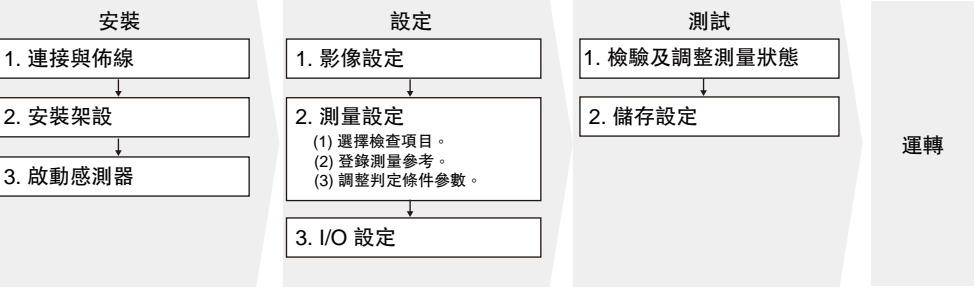 安裝
1. 連接與佈線
2. 安裝架設
3. 啟動感測器
設定
1. 影像設定
2. 測量設定
(1) 選擇檢查項目。
(2) 登錄測量參考。
(3) 調整判定條件參數。
3. I/O 設定
測試
1. 檢驗及調整測量狀態
2. 儲存設定
運轉